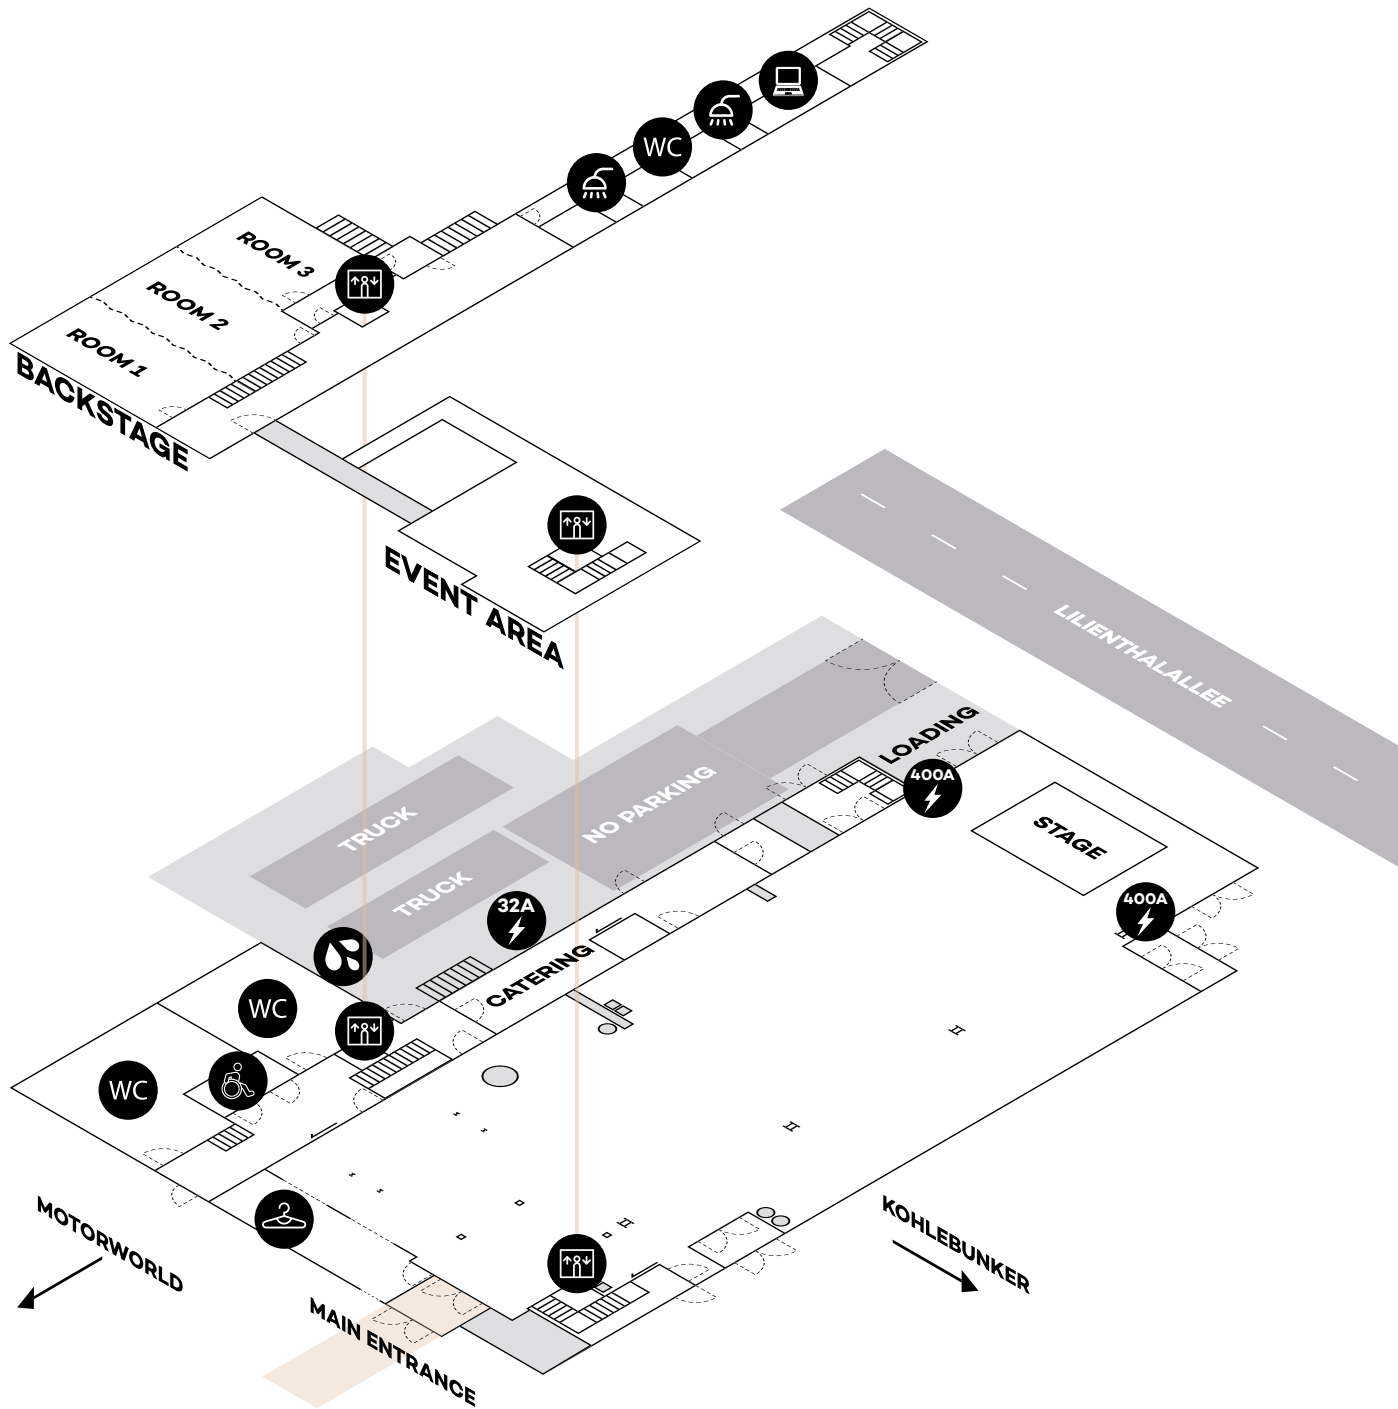 WC
ROOM 3
ROOM 2
ROOM 1
BACKSTAGE
EVENT AREA
LILIENTHALALLEE
LOADING
400A
NO PARKING
TRUCK
TRUCK
STAGE
32A
400A
CATERING
WC
WC
MOTORWORLD
KOHLEBUNKER
MAIN ENTRANCE